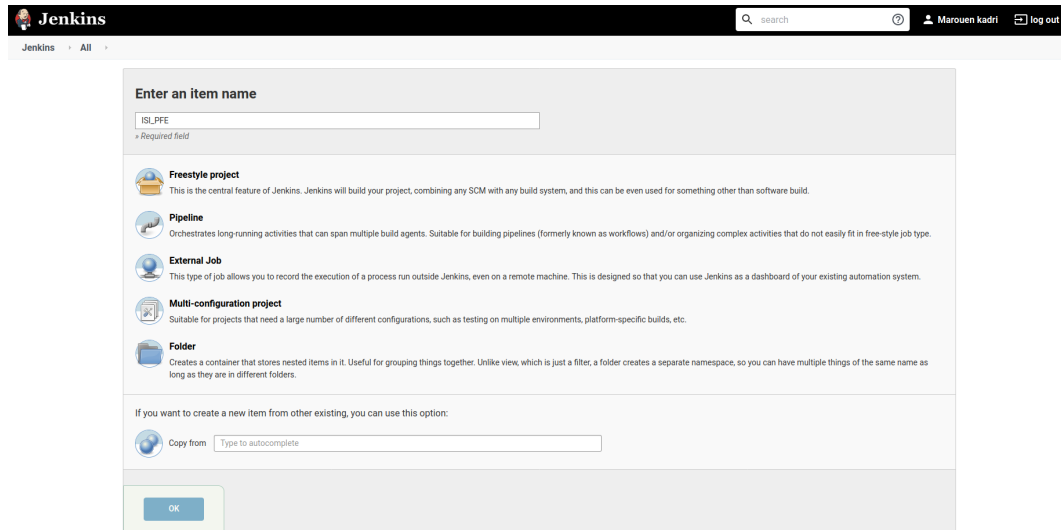 Jenkins
search
Marouen kadri
log out
Jenkins
All
Enter an item name
ISI_PFE
» Required field
Freestyle project
This is the central feature of Jenkins. Jenkins will build your project, combining any SCM with any build system, and this can be even used for something other than software build.
Pipeline
Orchestrates long-running activities that can span multiple build agents. Suitable for building pipelines (formerly known as workflows) and/or organizing complex activities that do not easily fit in free-style job type.
External Job
This type of job allows you to record the execution of a process run outside Jenkins, even on a remote machine. This is designed so that you can use Jenkins as a dashboard of your existing automation system.
Multi-configuration project
Suitable for projects that need a large number of different configurations, such as testing on multiple environments, platform-specific builds, etc.
Folder
Creates a container that stores nested items in it. Useful for grouping things together. Unlike view, which is just a filter, a folder creates a separate namespace, so you can have multiple things of the same name as
long as they are in different folders.
If you want to create a new item from other existing, you can use this option:
Copy from
Type to autocomplete
OK